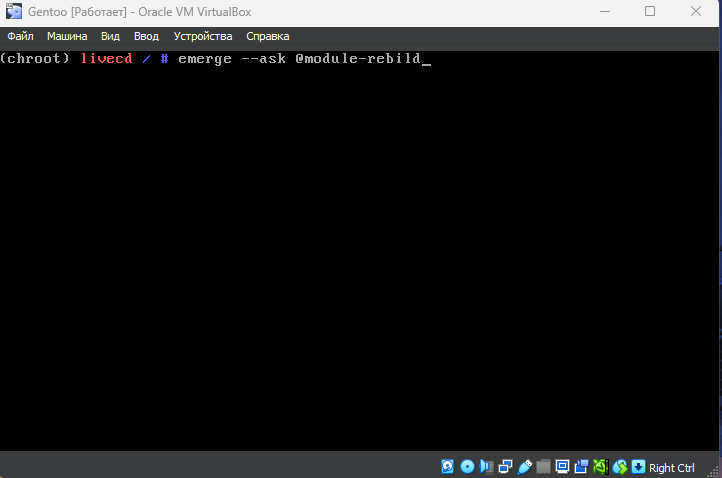 Gentoo [Работает] - Oracle VM VirtualBox
Файл Машина Вид Ввод Устройства Справка
(chroot) livecd / # emerge --ask @module-rebild_
Right Ctrl